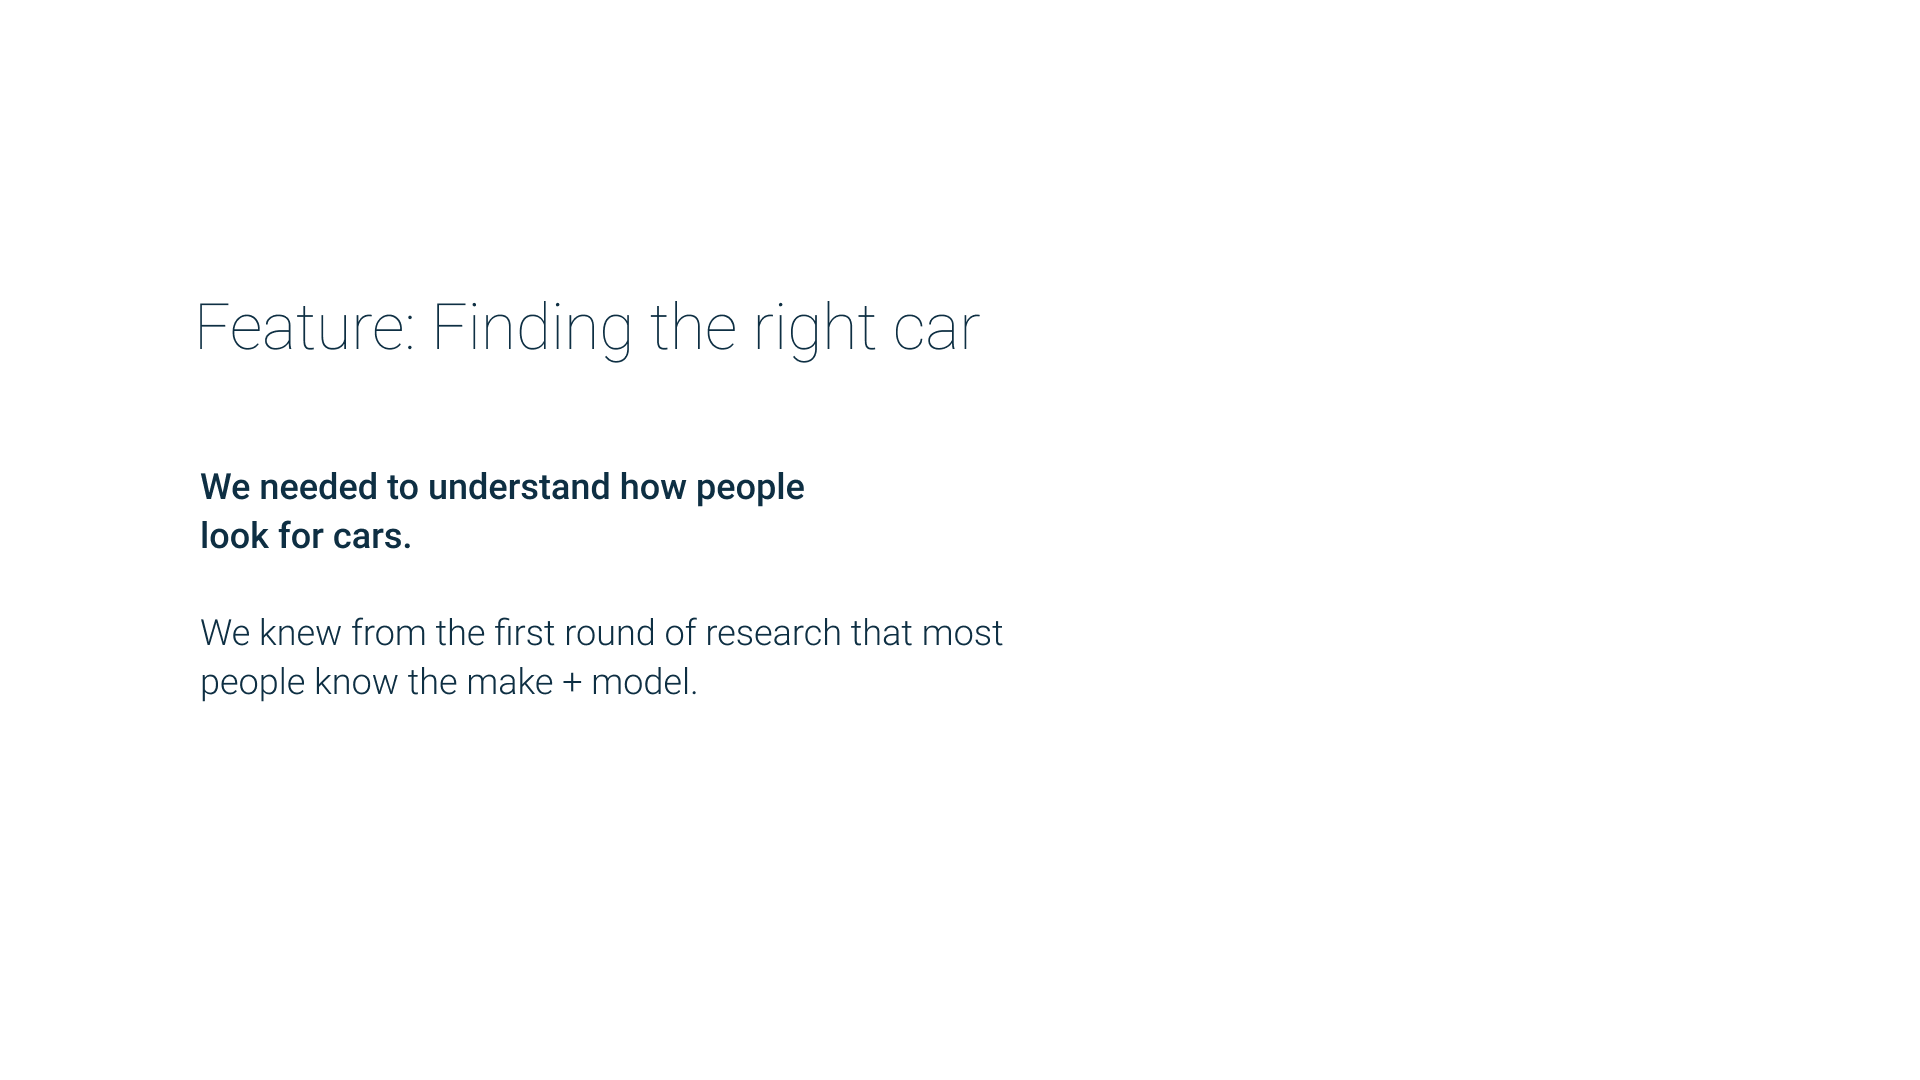 Feature: Finding the right car
We needed to understand how people
look for cars.
We knew from the first round of research that most
people know the make + model.